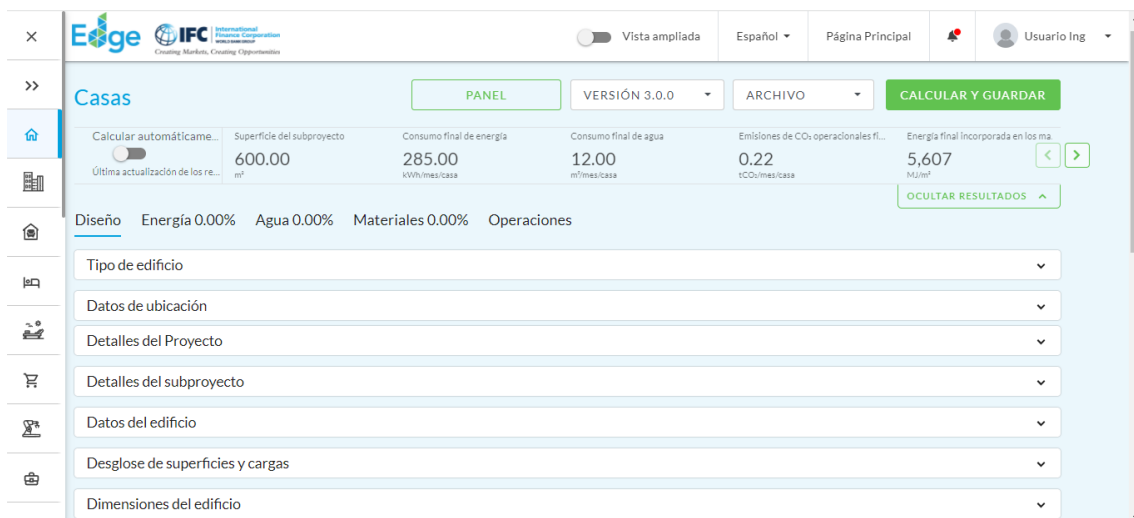 Edge
IFC
International
Finance Corporation
WORLD BANK GROUP
Creating Markets, Creating Opportunities
Vista ampliada
Español
Página Principal
Usuario Ing
Casas
PANEL
VERSIÓN 3.0.0
ARCHIVO
CALCULAR Y GUARDAR
Calcular automáticame...
Última actualización de los re...
Superficie del subproyecto
600.00
m²
Consumo final de energía
285.00
kWh/mes/casa
Consumo final de agua
12.00
m³/mes/casa
Emisiones de CO₂ operacionales fi...
0.22
tCO₂/mes/casa
Energía final incorporada en los ma.
5,607
MJ/m²
OCULTAR RESULTADOS
Diseño Energía 0.00% Agua 0.00% Materiales 0.00% Operaciones
Tipo de edificio
Datos de ubicación
Detalles del Proyecto
Detalles del subproyecto
Datos del edificio
Desglose de superficies y cargas
Dimensiones del edificio